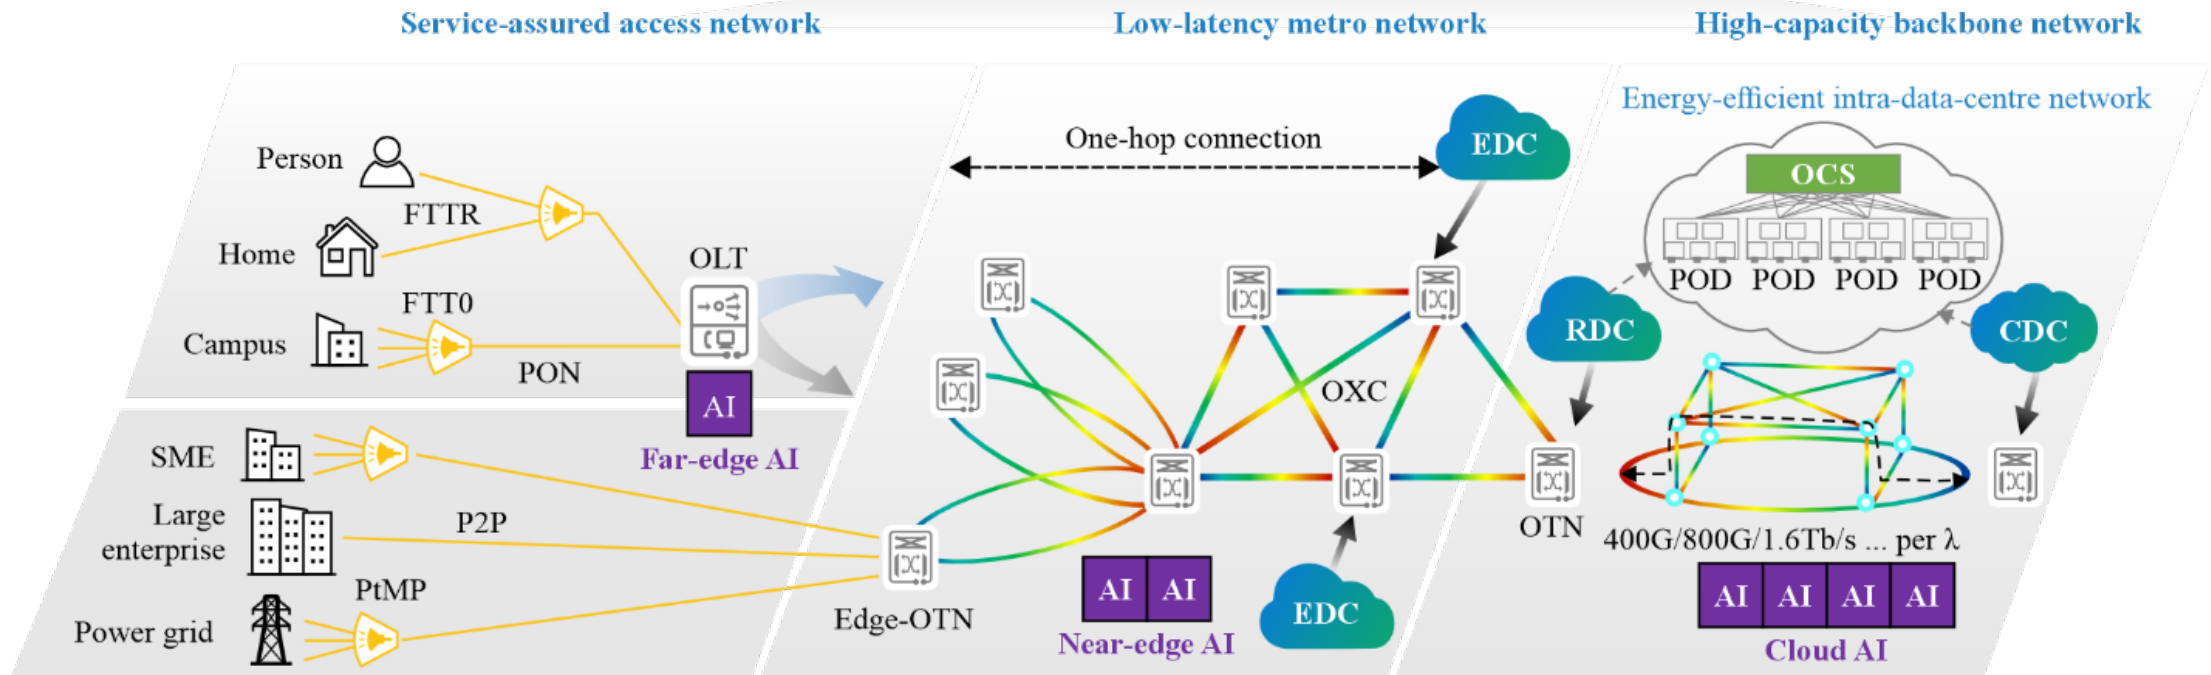 Service-assured access network
Low-latency metro network
High-capacity backbone network
Energy-efficient intra-data-centre network
Person
FTTR
Home
OLT
FTT0
Campus
PON
AI
Far-edge AI
SME
Large
enterprise
P2P
PtMP
Power grid
Edge-OTN
One-hop connection
EDC
OXC
AI AI
Near-edge AI
EDC
OCS
POD POD POD POD
RDC
CDC
OTN
400G/800G/1.6Tb/s ... per λ
AI AI AI AI
Cloud AI